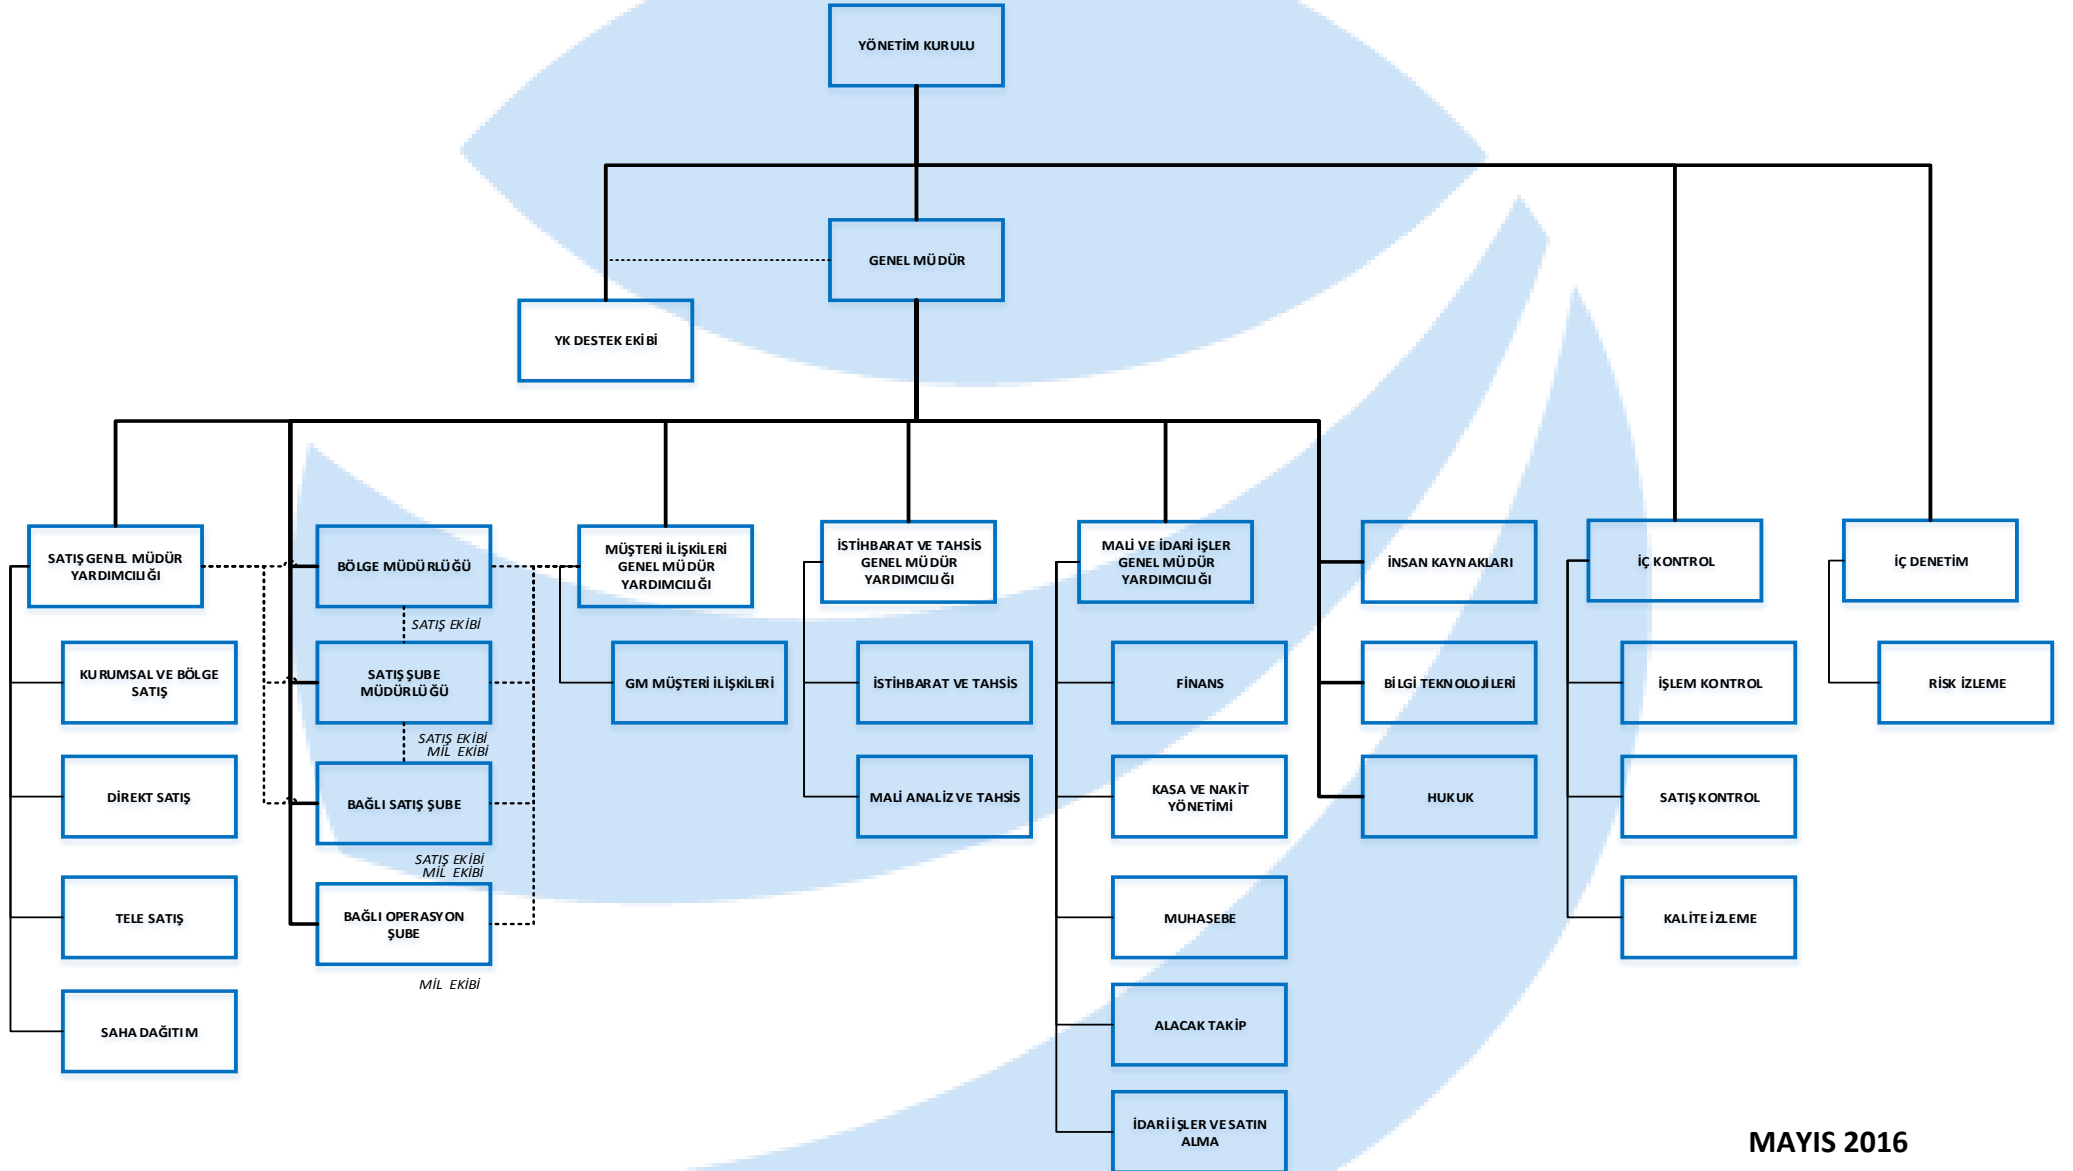 YÖNETİM KURULU
GENEL MÜDÜR
YK DESTEK EKİBİ
SATIŞ GENEL MÜDÜR
YARDIMCILIĞI
KURUMSAL VE BÖLGE
SATIŞ
DİREKT SATIŞ
TELE SATIŞ
SAHA DAĞITIM
BÖLGE MÜDÜRLÜĞÜ
SATIŞ EKİBİ
SATIŞ ŞUBE
MÜDÜRLÜĞÜ
SATIŞ EKİBİ
MİL EKİBİ
BAĞLI SATIŞ ŞUBE
SATIŞ EKİBİ
MİL EKİBİ
BAĞLI OPERASYON
ŞUBE
MİL EKİBİ
MÜŞTERİ İLİŞKİLERİ
GENEL MÜDÜR
YARDIMCILIĞI
GM MÜŞTERİ İLİŞKİLERİ
İSTİHBARAT VE TAHSİS
GENEL MÜDÜR
YARDIMCILIĞI
İSTİHBARAT VE TAHSİS
MALİ ANALİZ VE TAHSİS
MALİ VE İDARİ İŞLER
GENEL MÜDÜR
YARDIMCILIĞI
FİNANS
KASA VE NAKİT
YÖNETİMİ
MUHASEBE
ALACAK TAKİP
İDARİ İŞLER VE SATIN
ALMA
İNSAN KAYNAKLARI
BİLGİ TEKNOLOJİLERİ
HUKUK
İÇ KONTROL
İŞLEM KONTROL
SATIŞ KONTROL
KALİTE İZLEME
İÇ DENETİM
RİSK İZLEME
MAYIS 2016